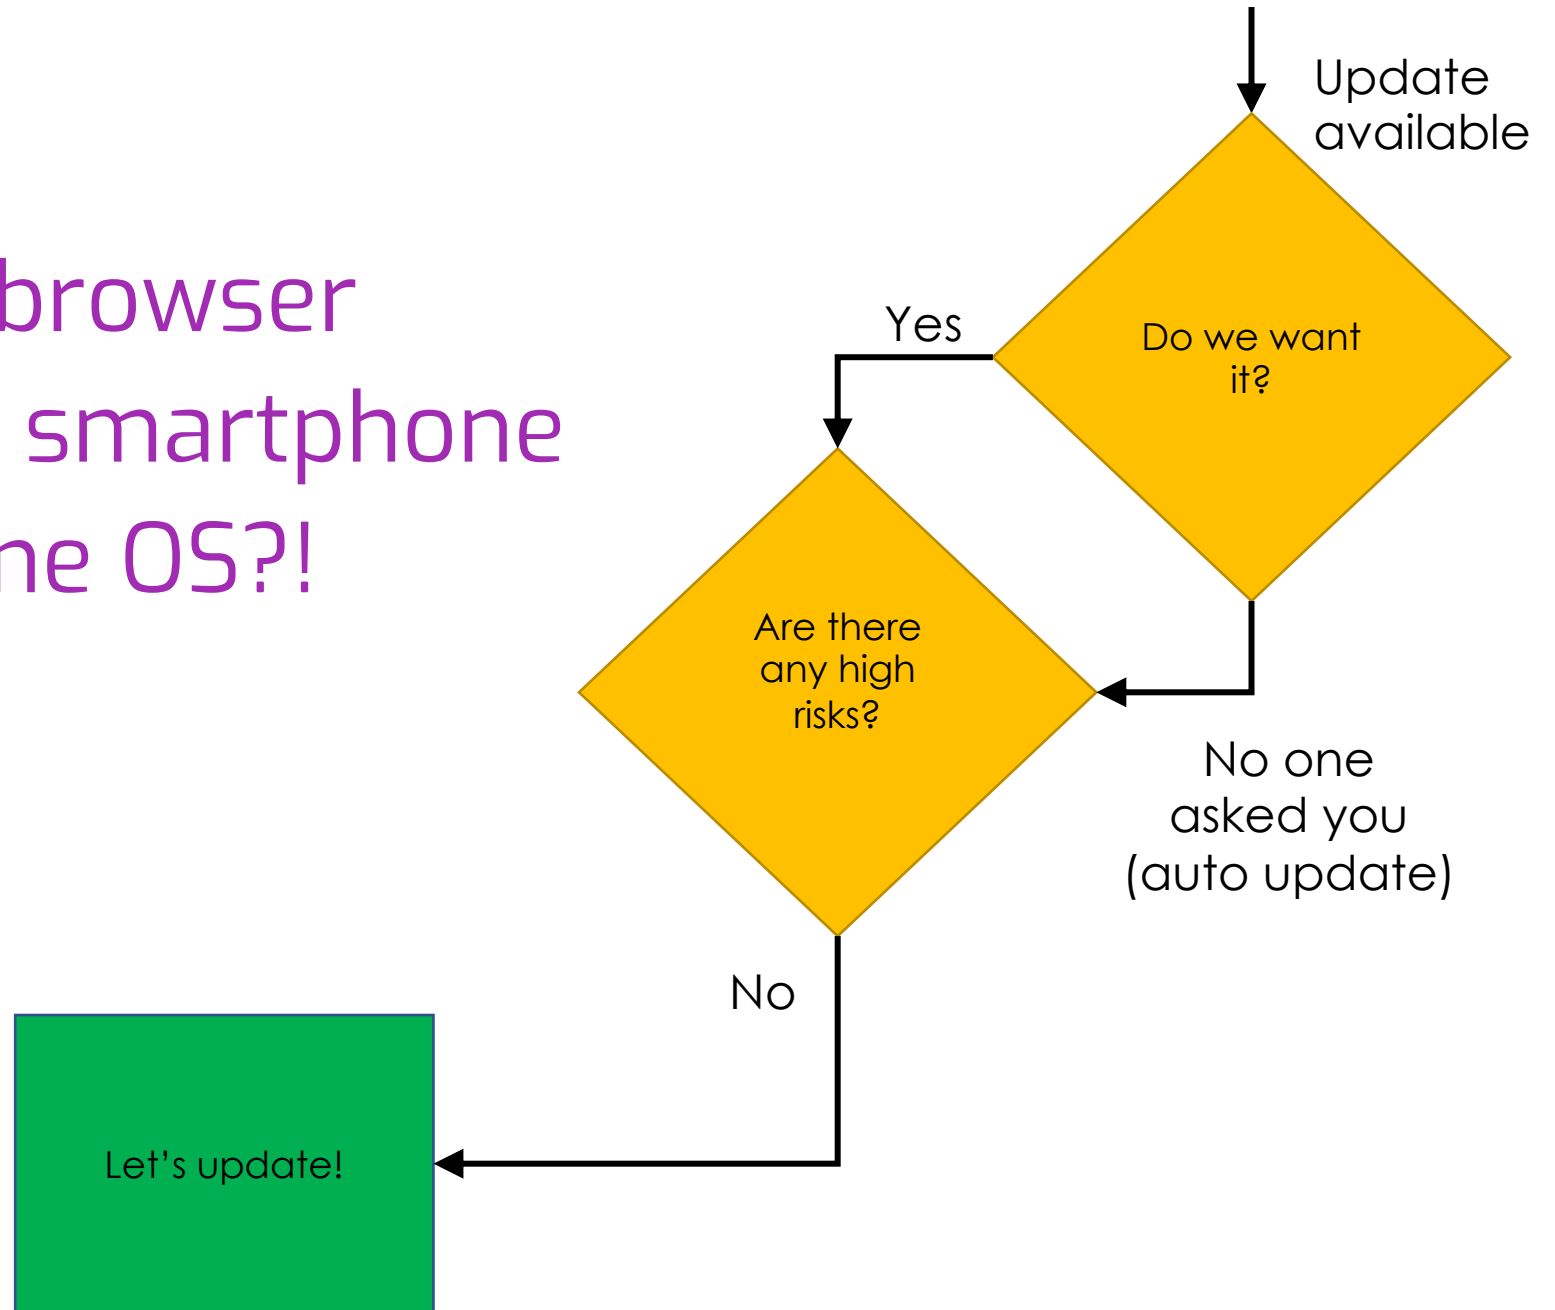 Update
available
browser
smartphone
ne OS?!
Yes
Do we want
it?
Are there
any high
risks?
No one
asked you
(auto update)
No
Let’s update!